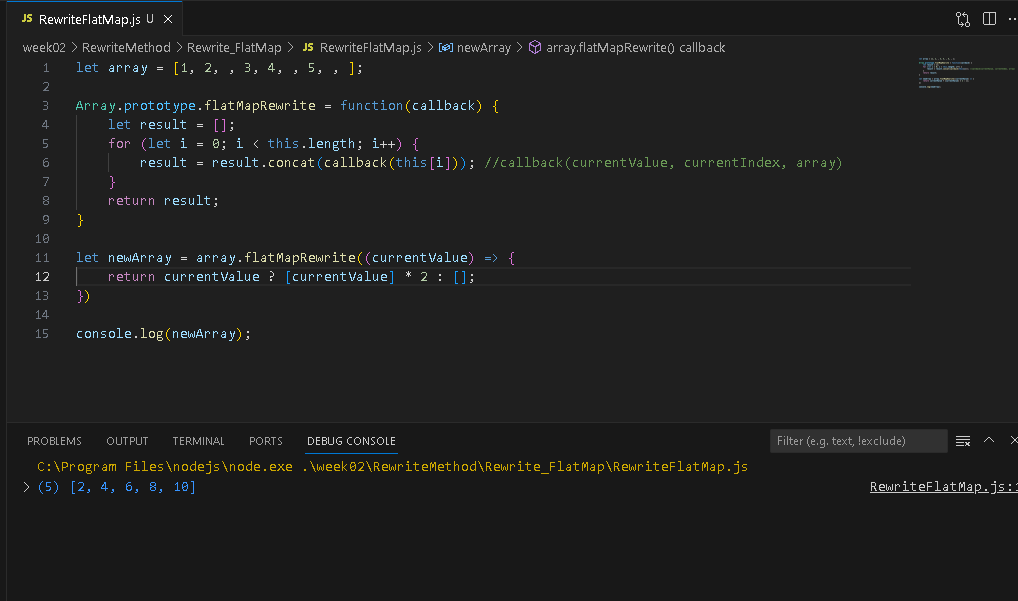 JS RewriteFlatMap.js U ×
week02 > RewriteMethod > Rewrite_FlatMap > JS RewriteFlatMap.js > newArray > array.flatMapRewrite() callback
1 let array = [1, 2, , 3, 4, , 5, , ];
2
3 Array.prototype.flatMapRewrite = function(callback) {
4 let result = [];
5 for (let i = 0; i < this.length; i++) {
6 result = result.concat(callback(this[i])); //callback(currentValue, currentIndex, array)
7 }
8 return result;
9 }
10
11 let newArray = array.flatMapRewrite((currentValue) => {
12 return currentValue ? [currentValue] * 2 : [];
13 })
14
15 console.log(newArray);
PROBLEMS OUTPUT TERMINAL PORTS DEBUG CONSOLE Filter (e.g. text, !exclude)
C:\Program Files\nodejs\node.exe .\week02\RewriteMethod\Rewrite_FlatMap\RewriteFlatMap.js
> (5) [2, 4, 6, 8, 10] RewriteFlatMap.js: